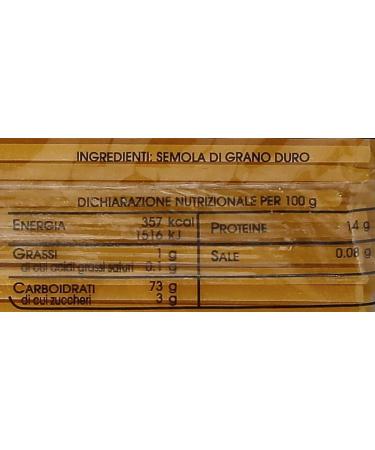 INGREDIENTI: SEMOLA DI GRANO DURO
DICHIARAZIONE NUTRIZIONALE PER 100 g
ENERGIA 357 kcal
1516 kJ
PROTEINE 14 g
GRASSI 1 g
di cui acidi grassi saturi 0.1 g
SALE 0.08 g
CARBOIDRATI 73 g
di cui zuccheri 3 g